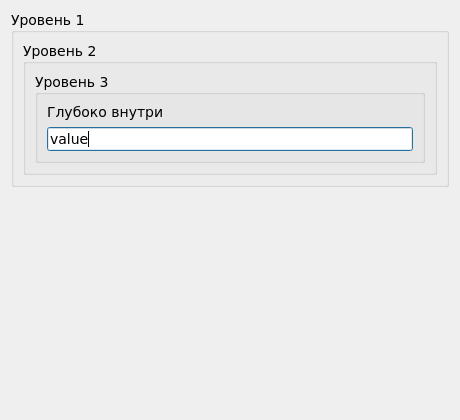 Уровень 1
Уровень 2
Уровень 3
Глубоко внутри
value